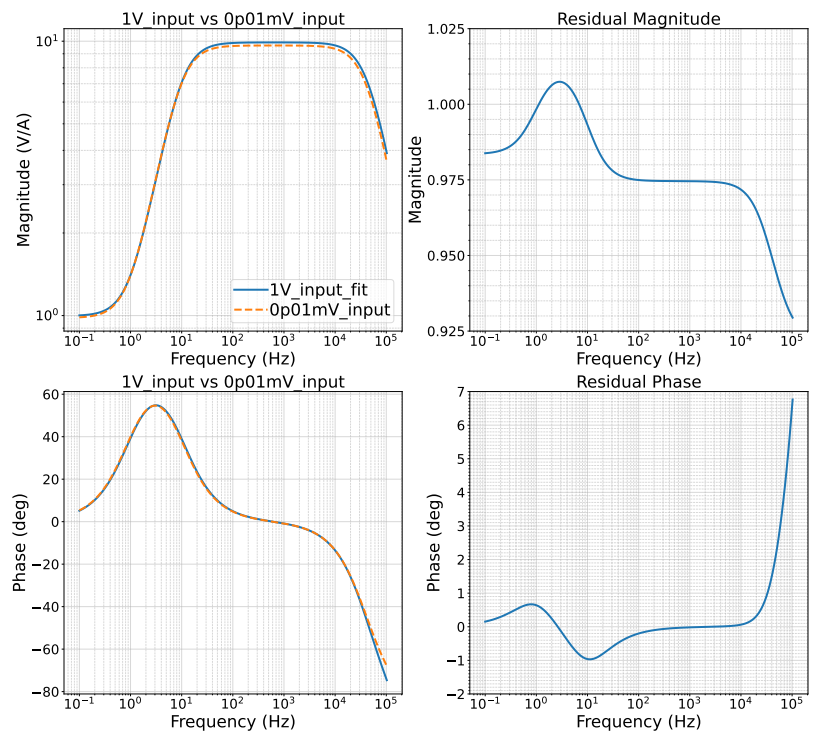 1V_input vs 0p01mV_input
Magnitude (V/A)
10¹
10⁰
10⁻¹ 10⁰ 10¹ 10² 10³ 10⁴ 10⁵
Frequency (Hz)
1V_input_fit
0p01mV_input
Residual Magnitude
Magnitude
1.025
1.000
0.975
0.950
0.925
10⁻¹ 10⁰ 10¹ 10² 10³ 10⁴ 10⁵
Frequency (Hz)
1V_input vs 0p01mV_input
Phase (deg)
60
40
20
0
−20
−40
−60
−80
10⁻¹ 10⁰ 10¹ 10² 10³ 10⁴ 10⁵
Frequency (Hz)
Residual Phase
Phase (deg)
7
6
5
4
3
2
1
0
−1
−2
10⁻¹ 10⁰ 10¹ 10² 10³ 10⁴ 10⁵
Frequency (Hz)